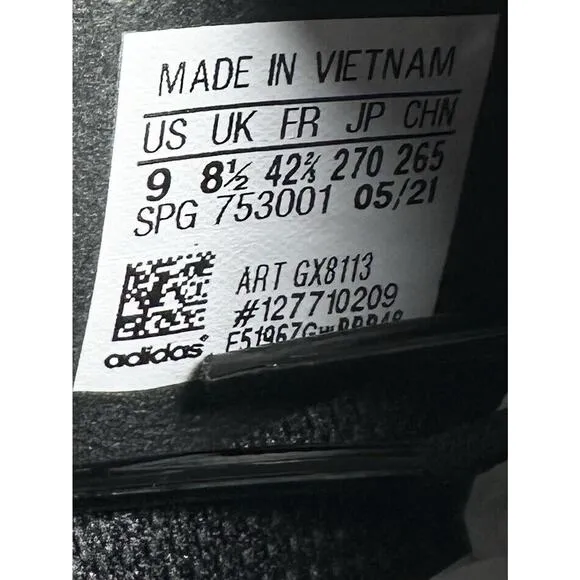 MADE IN VIETNAM
US UK FR JP CHN
9 8½ 42⅔ 270 265
SPG 753001 05/21
ART GX8113
#127710209
adidas®